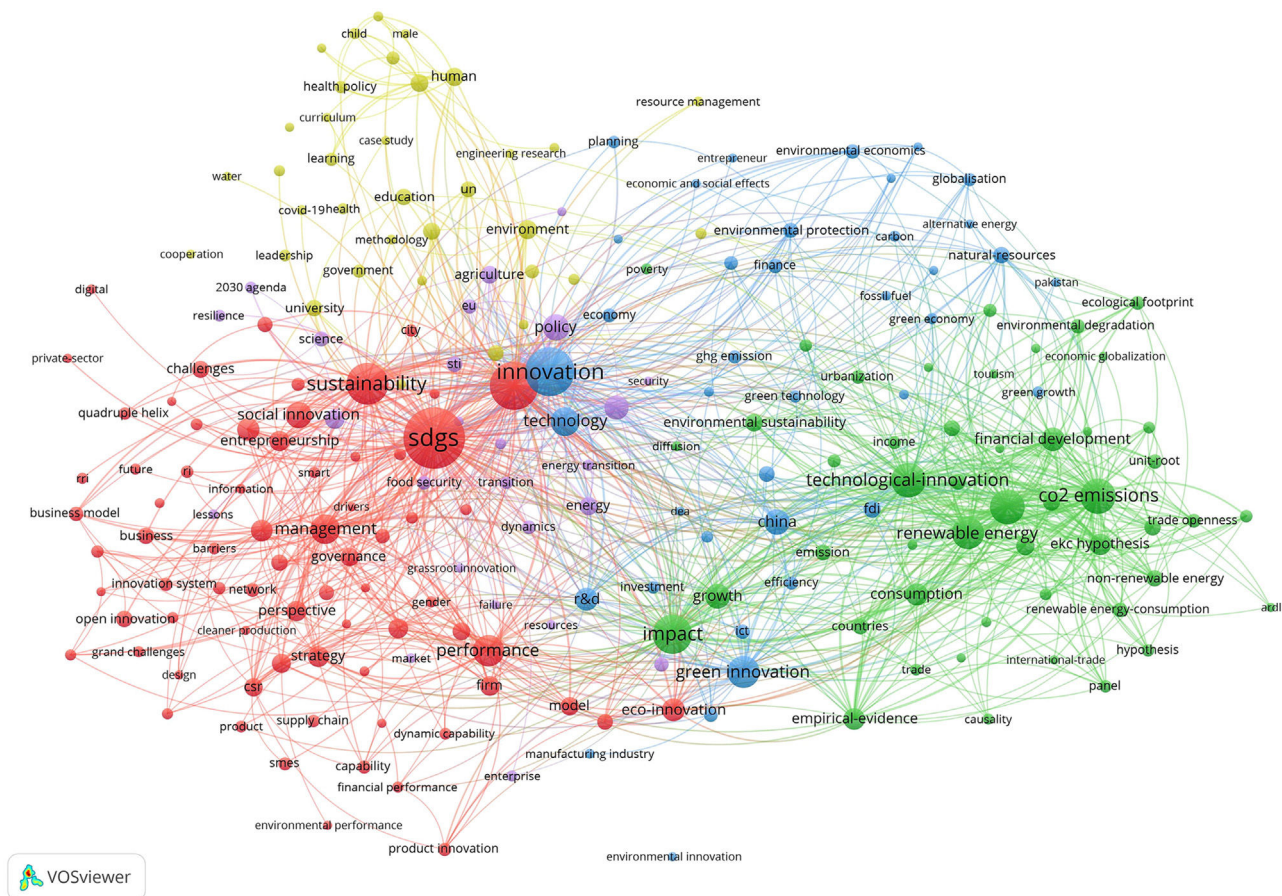 child
male
human
health policy
resource management
curriculum
case study
planning
learning
engineering research
entrepreneur
environmental economics
water
education
un
economic and social effects
globalisation
covid-19
health
methodology
environment
environmental protection
carbon
alternative energy
cooperation
leadership
government
agriculture
poverty
finance
natural-resources
digital
2030 agenda
fossil fuel
pakistan
resilience
university
eu
economy
green economy
ecological footprint
science
city
policy
environmental degradation
private-sector
challenges
sti
ghg emission
economic globalization
sustainability
innovation
security
urbanization
tourism
green technology
green growth
quadruple helix
social innovation
technology
environmental sustainability
entrepreneurship
sdgs
diffusion
income
financial development
rri
future
ri
smart
food security
energy transition
transition
unit-root
information
technological-innovation
co2 emissions
business model
lessons
drivers
energy
dea
fdi
management
dynamics
china
trade openness
business
renewable energy
barriers
governance
emission
ekc hypothesis
grassroot innovation
innovation system
network
investment
efficiency
non-renewable energy
gender
failure
r&d
growth
consumption
perspective
renewable energy-consumption
ardl
open innovation
cleaner production
resources
impact
ict
countries
grand challenges
strategy
market
performance
hypothesis
design
international-trade
csr
firm
green innovation
trade
panel
model
eco-innovation
product
supply chain
dynamic capability
empirical-evidence
causality
manufacturing industry
smes
capability
enterprise
financial performance
environmental performance
product innovation
environmental innovation
VOSviewer